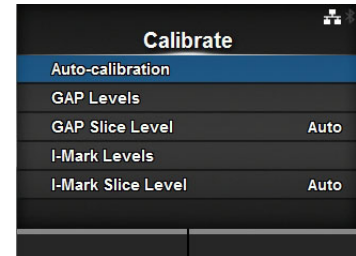 Calibrate
Auto-calibration
GAP Levels
GAP Slice Level Auto
I-Mark Levels
I-Mark Slice Level Auto